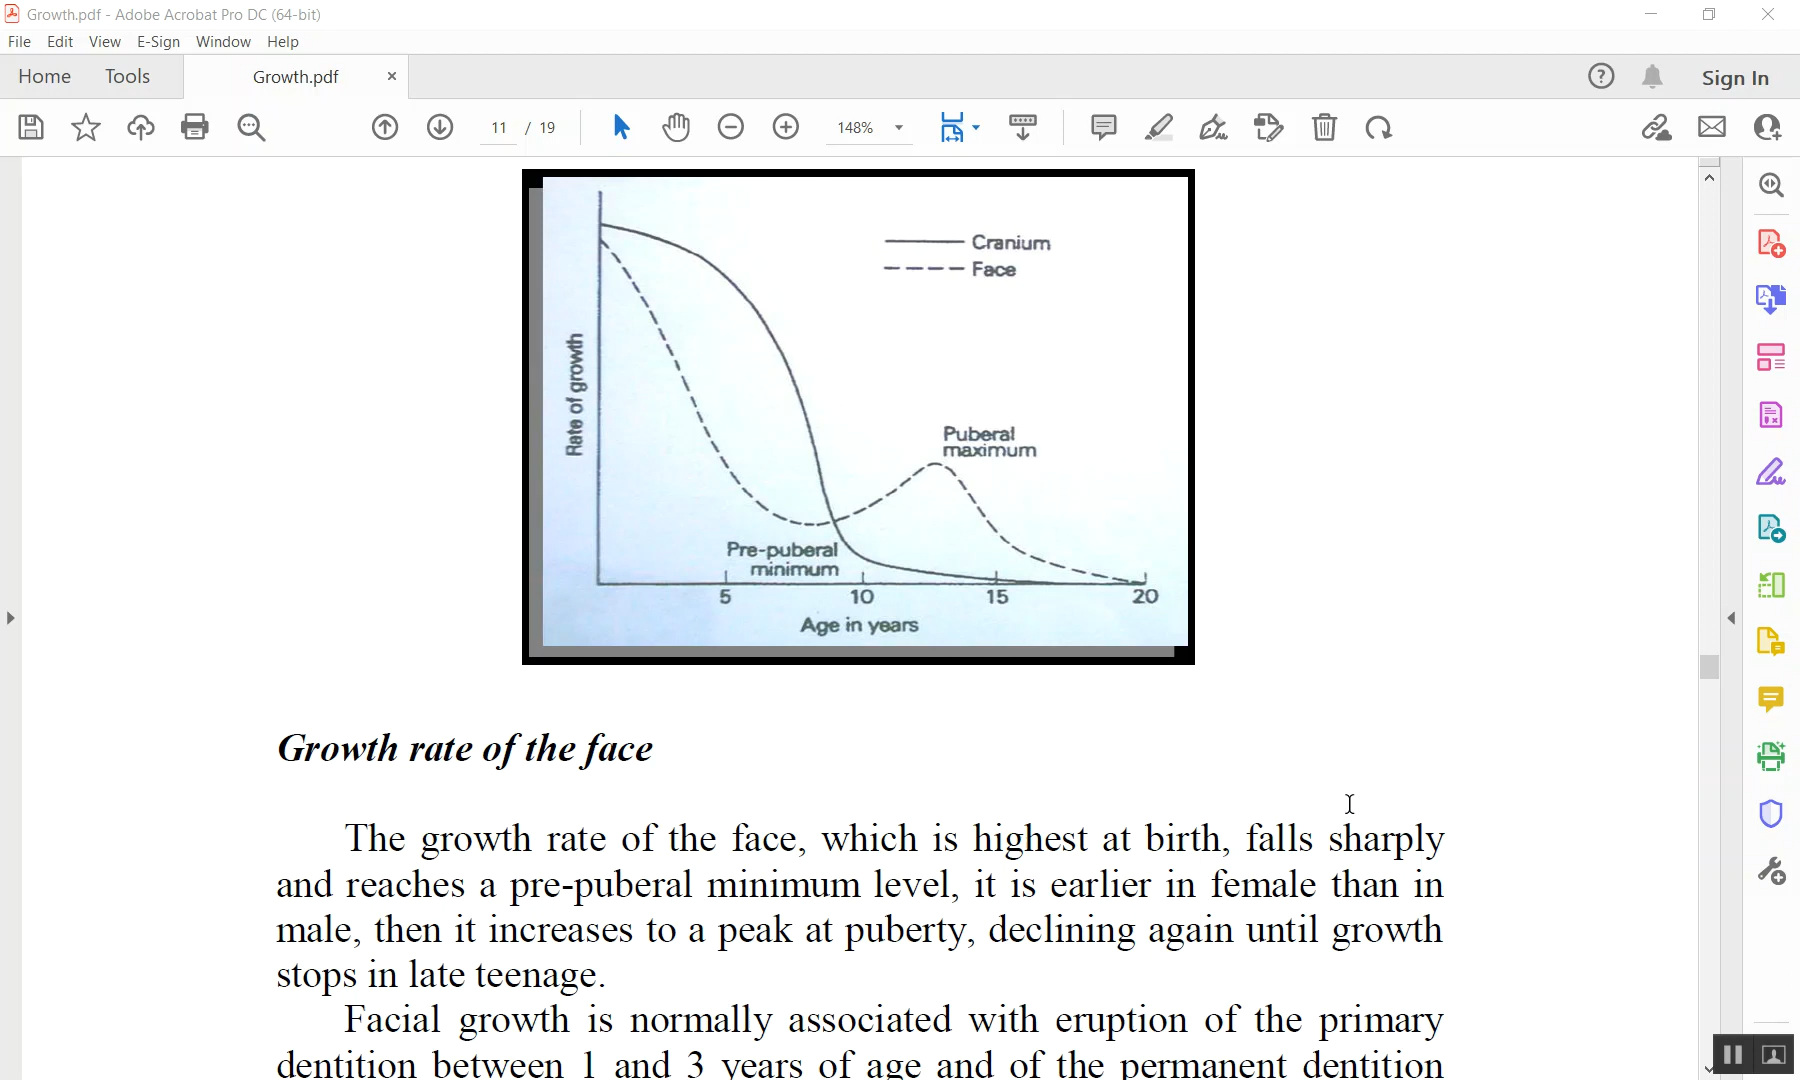 Growth.pdf - Adobe Acrobat Pro DC (64-bit)
File Edit View E-Sign Window Help
Home Tools Growth.pdf Sign In
11 / 19 148%
Cranium
Face
Rate of growth
Puberal
maximum
Pre-puberal
minimum
5 10 15 20
Age in years
Growth rate of the face
The growth rate of the face, which is highest at birth, falls sharply
and reaches a pre-puberal minimum level, it is earlier in female than in
male, then it increases to a peak at puberty, declining again until growth
stops in late teenage.
Facial growth is normally associated with eruption of the primary
dentition between 1 and 3 years of age and of the permanent dentition